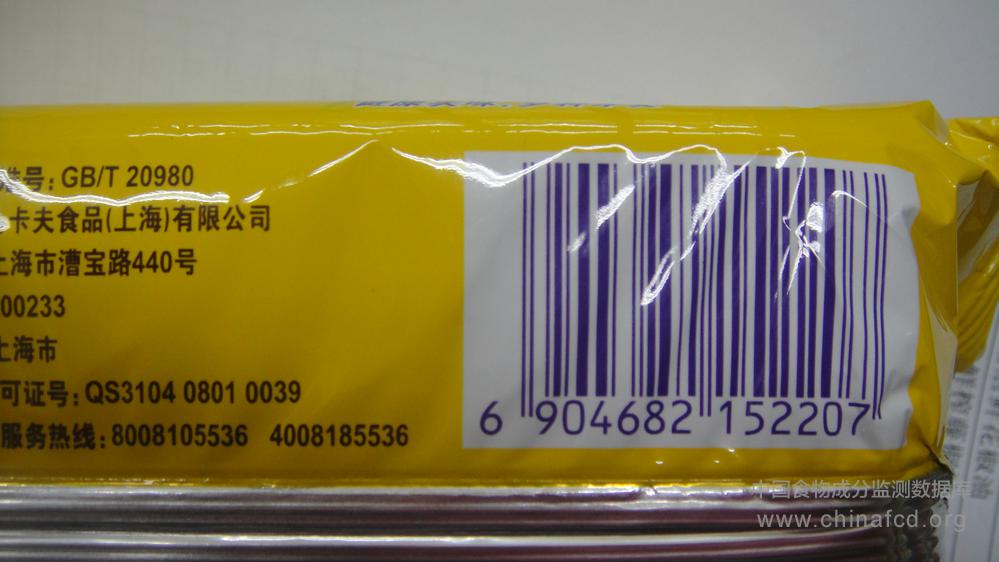 准号: GB/T 20980
卡夫食品(上海)有限公司
上海市漕宝路440号
00233
上海市
可证号: QS3104 0801 0039
服务热线: 8008105536 4008185536
6 904682 152207
中国食物成分监测数据库
www.chinafcd.org